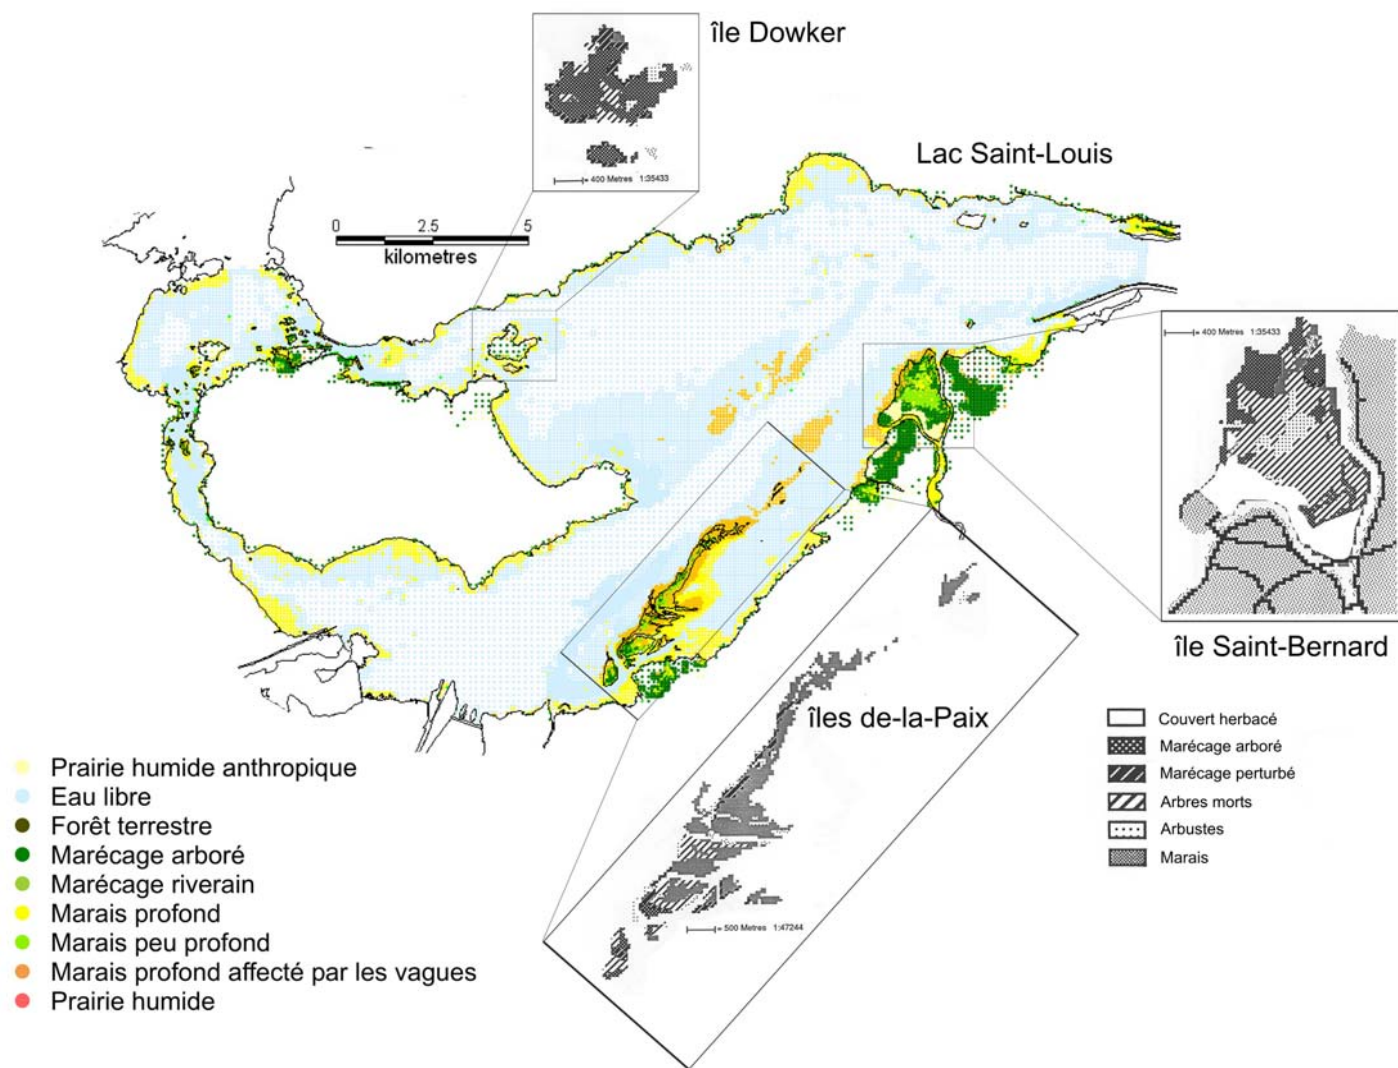 île Dowker
400 Metres 1:35433
Lac Saint-Louis
0 2.5 5
kilometres
400 Metres 1:35433
île Saint-Bernard
îles de-la-Paix
= 500 Metres 1:47244
Couvert herbacé
Marécage arboré
Marécage perturbé
Arbres morts
Arbustes
Marais
Prairie humide anthropique
Eau libre
Forêt terrestre
Marécage arboré
Marécage riverain
Marais profond
Marais peu profond
Marais profond affecté par les vagues
Prairie humide